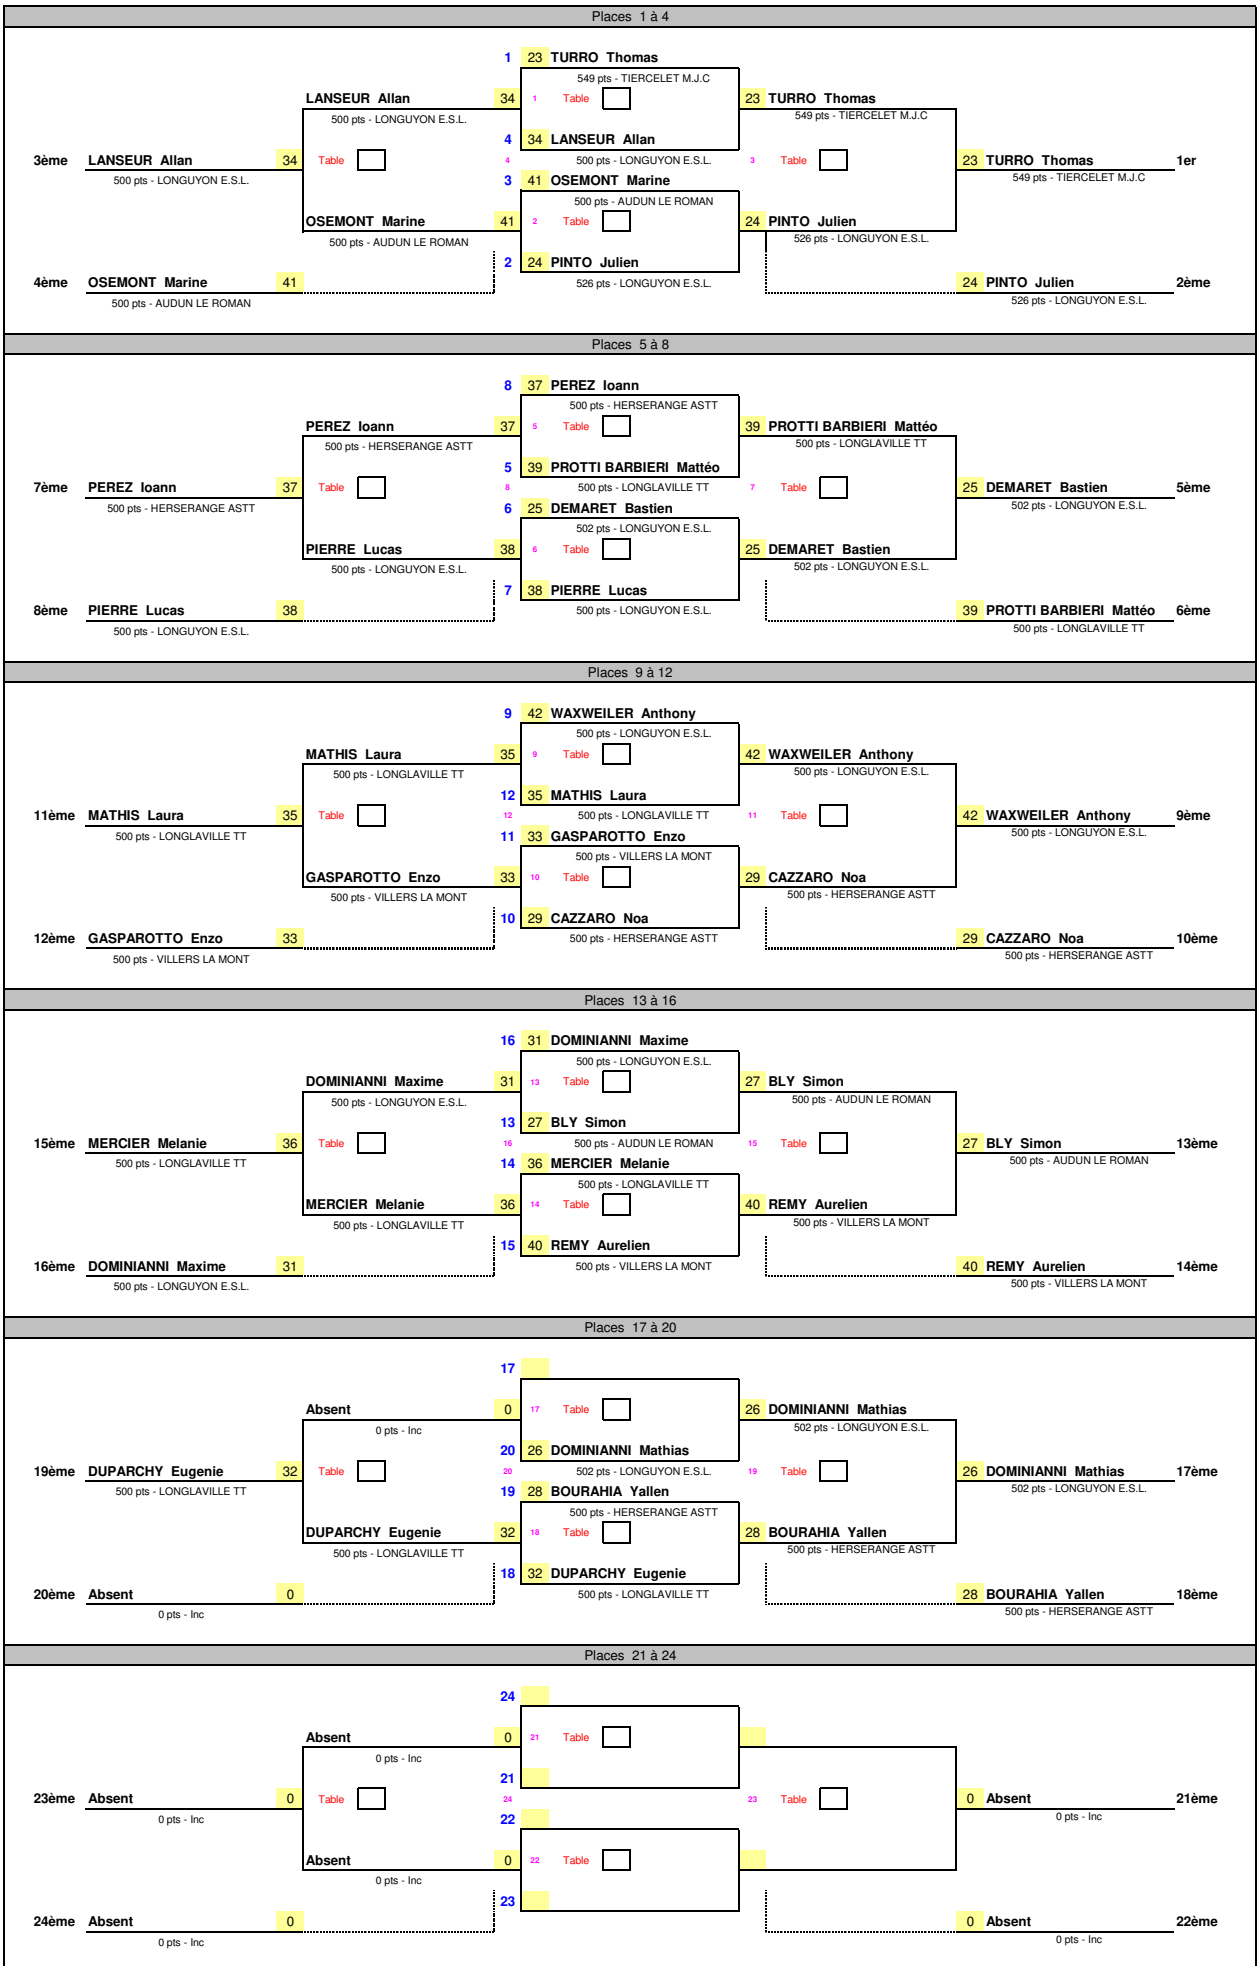 Places 1 à 4
1 23 TURRO Thomas
549 pts - TIERCELET M.J.C
LANSEUR Allan 34 1 Table 23 TURRO Thomas
500 pts - LONGUYON E.S.L. 549 pts - TIERCELET M.J.C
4 34 LANSEUR Allan
3ème LANSEUR Allan 34 Table 4 500 pts - LONGUYON E.S.L. 3 Table 23 TURRO Thomas 1er
500 pts - LONGUYON E.S.L. 3 41 OSEMONT Marine 549 pts - TIERCELET M.J.C
500 pts - AUDUN LE ROMAN
OSEMONT Marine 41 2 Table 24 PINTO Julien
500 pts - AUDUN LE ROMAN 526 pts - LONGUYON E.S.L.
2 24 PINTO Julien
4ème OSEMONT Marine 41 526 pts - LONGUYON E.S.L. 24 PINTO Julien 2ème
500 pts - AUDUN LE ROMAN 526 pts - LONGUYON E.S.L.
Places 5 à 8
8 37 PEREZ Ioann
500 pts - HERSERANGE ASTT
PEREZ Ioann 37 5 Table 39 PROTTI BARBIERI Mattéo
500 pts - HERSERANGE ASTT 500 pts - LONGLAVILLE TT
5 39 PROTTI BARBIERI Mattéo
7ème PEREZ Ioann 37 Table 8 500 pts - LONGLAVILLE TT 7 Table 25 DEMARET Bastien 5ème
500 pts - HERSERANGE ASTT 6 25 DEMARET Bastien 502 pts - LONGUYON E.S.L.
502 pts - LONGUYON E.S.L.
PIERRE Lucas 38 6 Table 25 DEMARET Bastien
500 pts - LONGUYON E.S.L. 502 pts - LONGUYON E.S.L.
7 38 PIERRE Lucas
8ème PIERRE Lucas 38 500 pts - LONGUYON E.S.L. 39 PROTTI BARBIERI Mattéo 6ème
500 pts - LONGUYON E.S.L. 500 pts - LONGLAVILLE TT
Places 9 à 12
9 42 WAXWEILER Anthony
500 pts - LONGUYON E.S.L.
MATHIS Laura 35 9 Table 42 WAXWEILER Anthony
500 pts - LONGLAVILLE TT 500 pts - LONGUYON E.S.L.
12 35 MATHIS Laura
11ème MATHIS Laura 35 Table 12 500 pts - LONGLAVILLE TT 11 Table 42 WAXWEILER Anthony 9ème
500 pts - LONGLAVILLE TT 11 33 GASPAROTTO Enzo 500 pts - LONGUYON E.S.L.
500 pts - VILLERS LA MONT
GASPAROTTO Enzo 33 10 Table 29 CAZZARO Noa
500 pts - VILLERS LA MONT 500 pts - HERSERANGE ASTT
10 29 CAZZARO Noa
12ème GASPAROTTO Enzo 33 500 pts - HERSERANGE ASTT 29 CAZZARO Noa 10ème
500 pts - VILLERS LA MONT 500 pts - HERSERANGE ASTT
Places 13 à 16
16 31 DOMINIANNI Maxime
500 pts - LONGUYON E.S.L.
DOMINIANNI Maxime 31 13 Table 27 BLY Simon
500 pts - LONGUYON E.S.L. 500 pts - AUDUN LE ROMAN
13 27 BLY Simon
15ème MERCIER Melanie 36 Table 16 500 pts - AUDUN LE ROMAN 15 Table 27 BLY Simon 13ème
500 pts - LONGLAVILLE TT 14 36 MERCIER Melanie 500 pts - AUDUN LE ROMAN
500 pts - LONGLAVILLE TT
MERCIER Melanie 36 14 Table 40 REMY Aurelien
500 pts - LONGLAVILLE TT 500 pts - VILLERS LA MONT
15 40 REMY Aurelien
16ème DOMINIANNI Maxime 31 500 pts - VILLERS LA MONT 40 REMY Aurelien 14ème
500 pts - LONGUYON E.S.L. 500 pts - VILLERS LA MONT
Places 17 à 20
17
Absent 0 17 Table 26 DOMINIANNI Mathias
0 pts - Inc 502 pts - LONGUYON E.S.L.
20 26 DOMINIANNI Mathias
19ème DUPARCHY Eugenie 32 Table 20 502 pts - LONGUYON E.S.L. 19 Table 26 DOMINIANNI Mathias 17ème
500 pts - LONGLAVILLE TT 19 28 BOURAHIA Yallen 502 pts - LONGUYON E.S.L.
500 pts - HERSERANGE ASTT
DUPARCHY Eugenie 32 18 Table 28 BOURAHIA Yallen
500 pts - LONGLAVILLE TT 500 pts - HERSERANGE ASTT
18 32 DUPARCHY Eugenie
20ème Absent 0 500 pts - LONGLAVILLE TT 28 BOURAHIA Yallen 18ème
0 pts - Inc 500 pts - HERSERANGE ASTT
Places 21 à 24
24
Absent 0 21 Table
0 pts - Inc
21
23ème Absent 0 Table 24 23 Table 0 Absent 21ème
0 pts - Inc 22 0 pts - Inc
Absent 0 22 Table
0 pts - Inc
23
24ème Absent 0 0 Absent 22ème
0 pts - Inc 0 pts - Inc